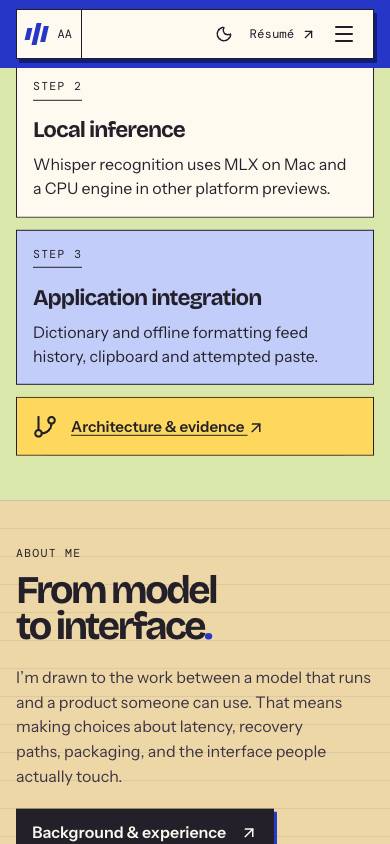 AA
Résumé
STEP 2
Local inference
Whisper recognition uses MLX on Mac and
a CPU engine in other platform previews.
STEP 3
Application integration
Dictionary and offline formatting feed
history, clipboard and attempted paste.
Architecture & evidence
ABOUT ME
From model
to interface.
I'm drawn to the work between a model that runs
and a product someone can use. That means
making choices about latency, recovery
paths, packaging, and the interface people
actually touch.
Background & experience